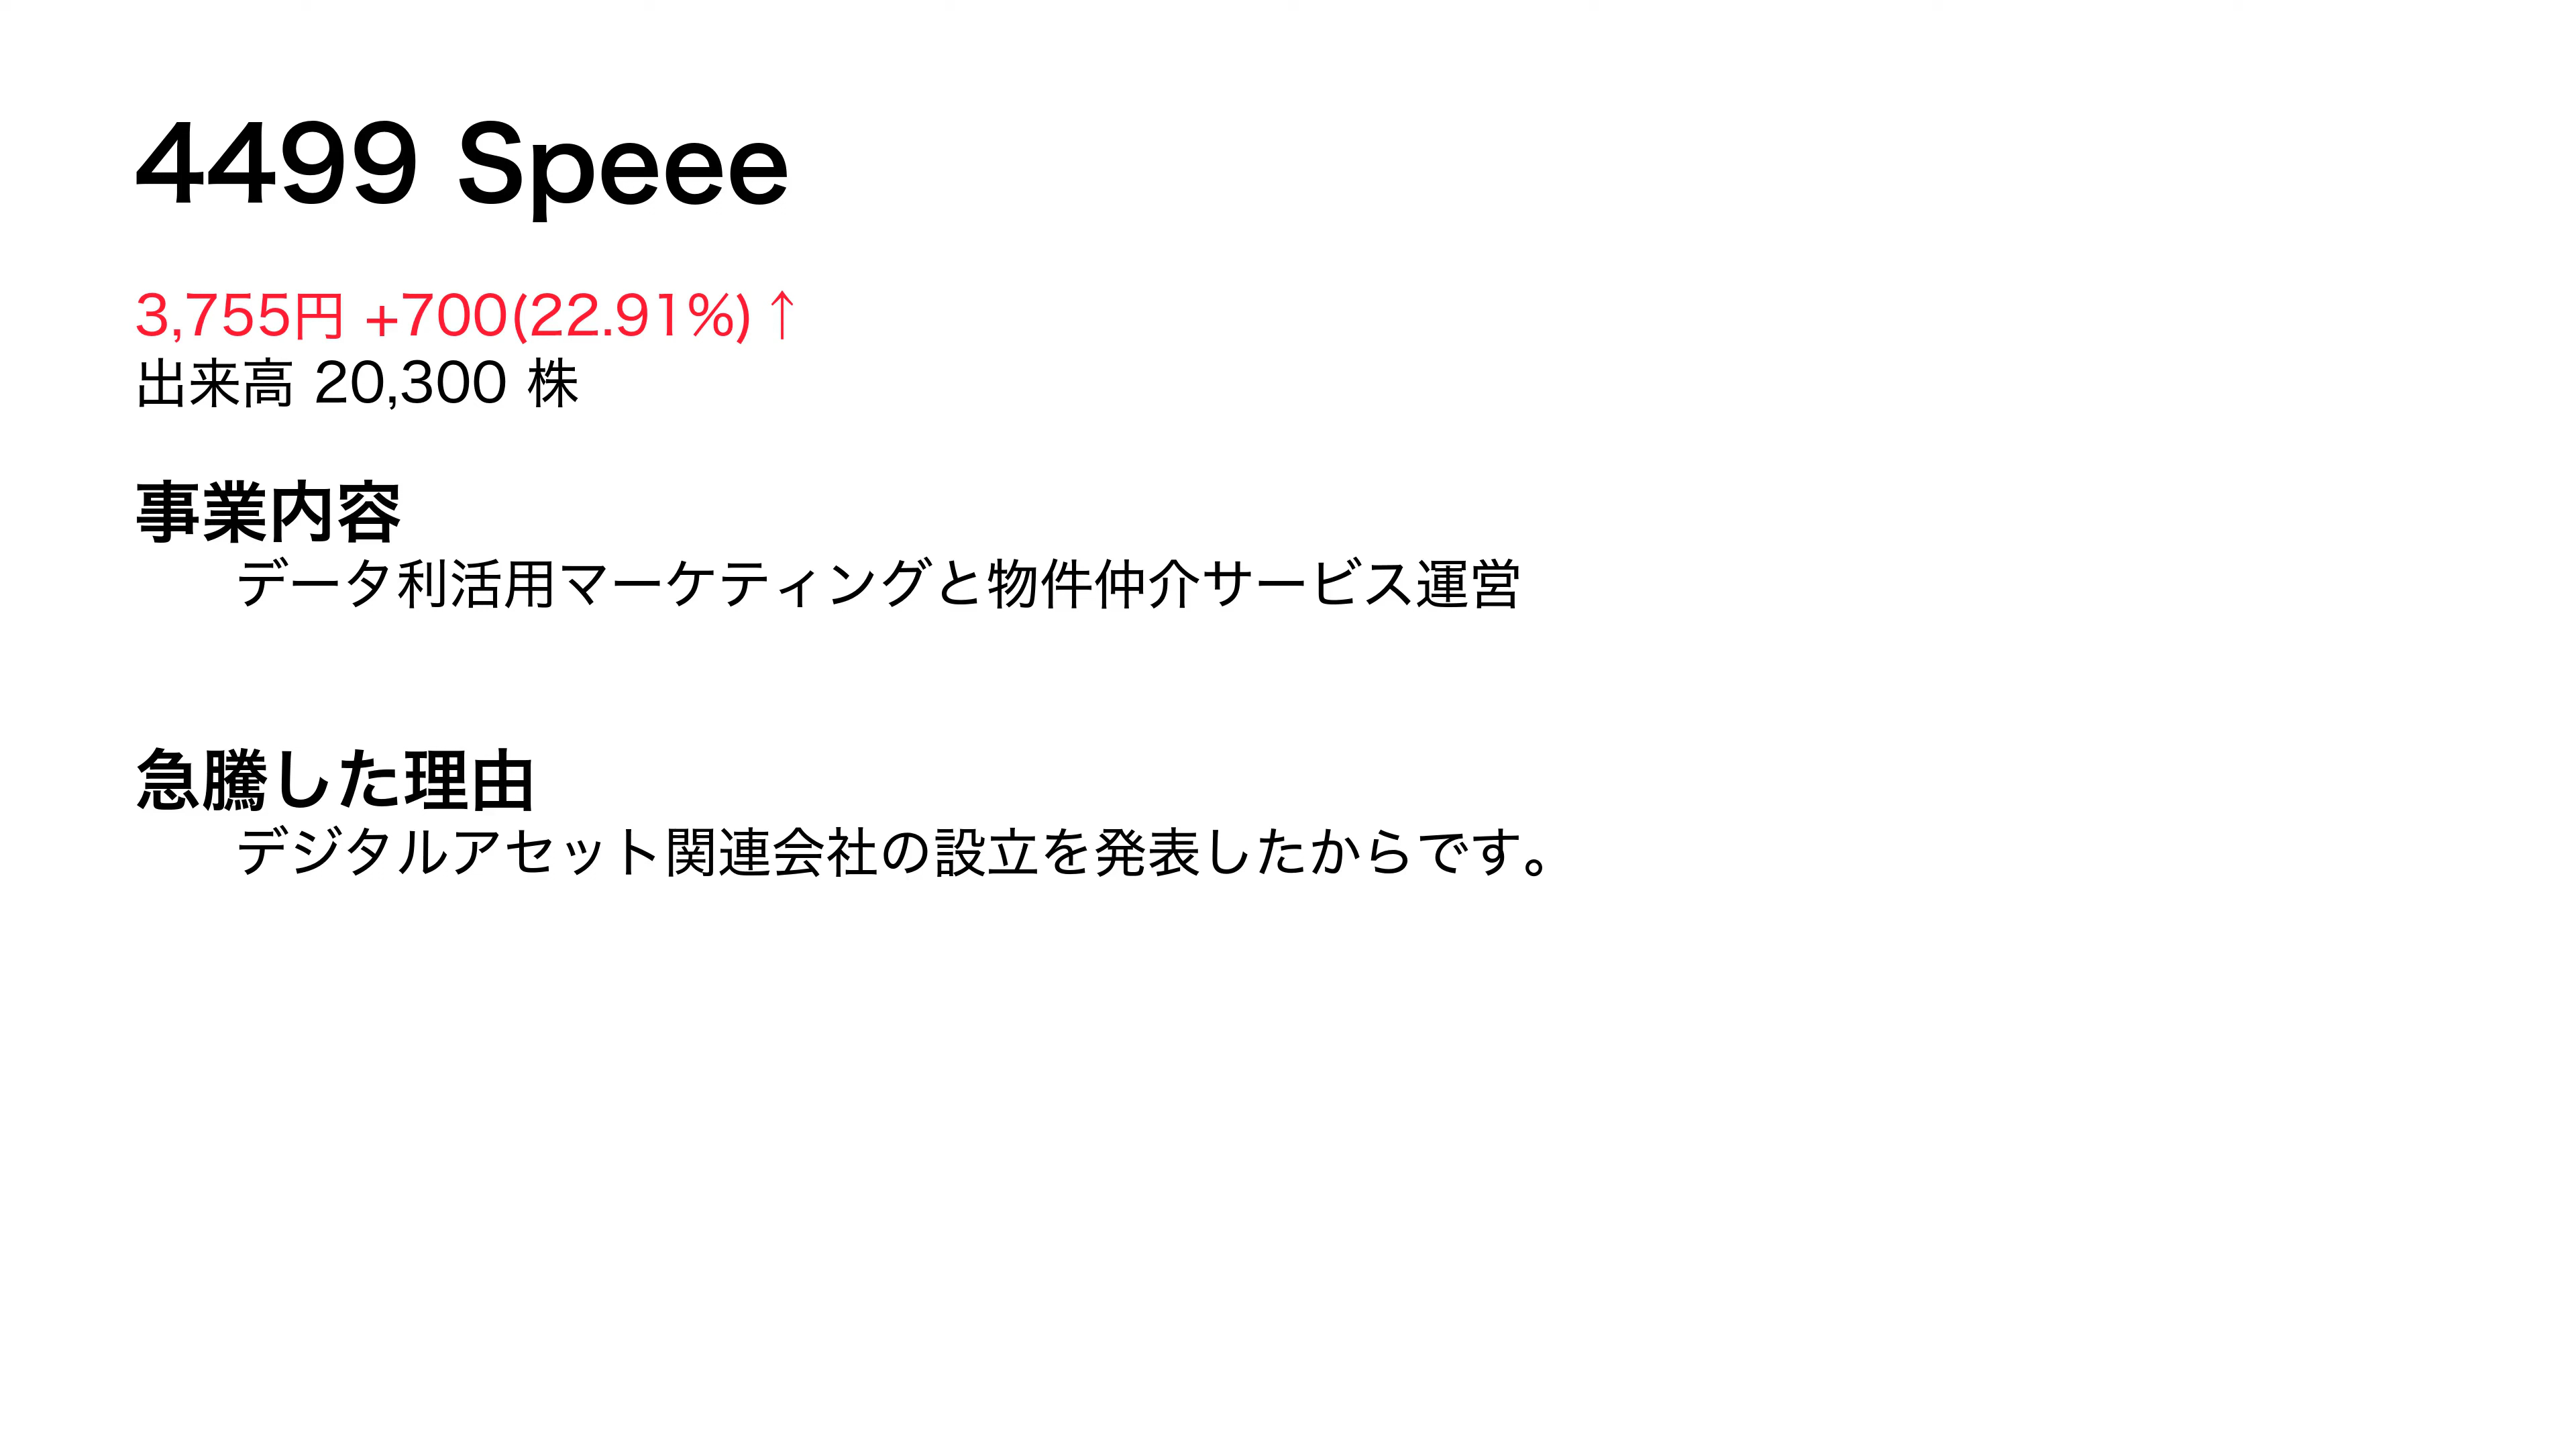 4499 Speee
3,755円 +700(22.91%)↑
出来高 20,300 株
事業内容
データ利活用マーケティングと物件仲介サービス運営
急騰した理由
デジタルアセット関連会社の設立を発表したからです。